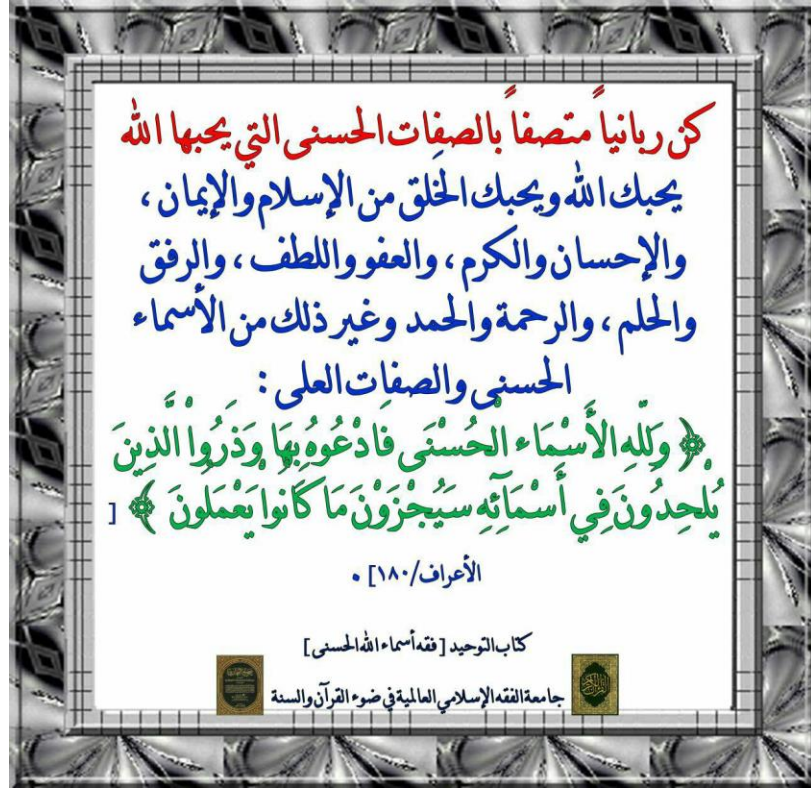 كن ربانياً متصفاً بالصفات الحسنى التي يحبها الله
يحبك الله ويحبك الخلق من الإسلام والإيمان ،
والإحسان والكرم ، والعفو واللطف ، والرفق
والحلم ، والرحمة والحمد وغير ذلك من الأسماء
الحسنى والصفات العلى :
﴿ وَلِلّهِ الأَسْمَاء الْحُسْنَى فَادْعُوهُ بِهَا وَذَرُواْ الَّذِينَ
يُلْحِدُونَ فِي أَسْمَآئِهِ سَيُجْزَوْنَ مَا كَانُواْ يَعْمَلُونَ ﴾ [
الأعراف/١٨٠] .
كتاب التوحيد [ فقه أسماء الله الحسنى ]
جامعة الفقه الإسلامي العالمية في ضوء القرآن والسنة